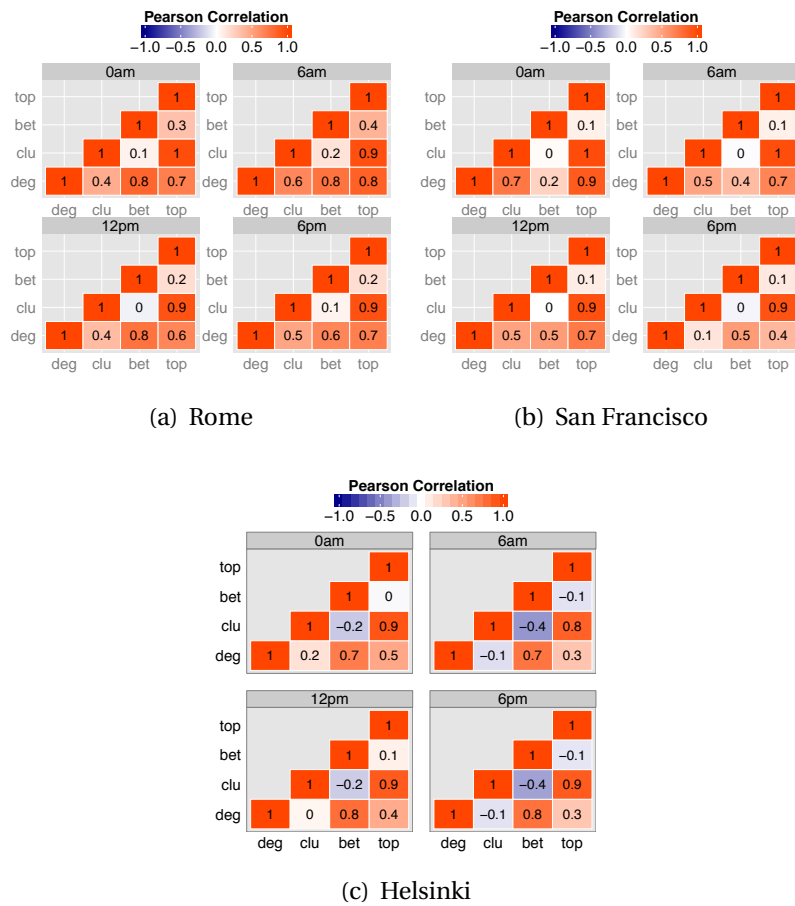 Pearson Correlation
−1.0 −0.5 0.0 0.5 1.0
0am 6am
top 1 top 1
bet 1 0.3 bet 1 0.4
clu 1 0.1 1 clu 1 0.2 0.9
deg 1 0.4 0.8 0.7 deg 1 0.6 0.8 0.8
deg clu bet top deg clu bet top
12pm 6pm
top 1 top 1
bet 1 0.2 bet 1 0.2
clu 1 0 0.9 clu 1 0.1 0.9
deg 1 0.4 0.8 0.6 deg 1 0.5 0.6 0.7
deg clu bet top deg clu bet top
(a) Rome
Pearson Correlation
−1.0 −0.5 0.0 0.5 1.0
0am 6am
top 1 top 1
bet 1 0.1 bet 1 0.1
clu 1 0 1 clu 1 0 1
deg 1 0.7 0.2 0.9 deg 1 0.5 0.4 0.7
deg clu bet top deg clu bet top
12pm 6pm
top 1 top 1
bet 1 0.1 bet 1 0.1
clu 1 0 0.9 clu 1 0 0.9
deg 1 0.5 0.5 0.7 deg 1 0.1 0.5 0.4
deg clu bet top deg clu bet top
(b) San Francisco
Pearson Correlation
−1.0 −0.5 0.0 0.5 1.0
0am 6am
top 1 1
bet 1 0 1 −0.1
clu 1 −0.2 0.9 1 −0.4 0.8
deg 1 0.2 0.7 0.5 1 −0.1 0.7 0.3
12pm 6pm
top 1 1
bet 1 0.1 1 −0.1
clu 1 −0.2 0.9 1 −0.4 0.9
deg 1 0 0.8 0.4 1 −0.1 0.8 0.3
deg clu bet top deg clu bet top
(c) Helsinki